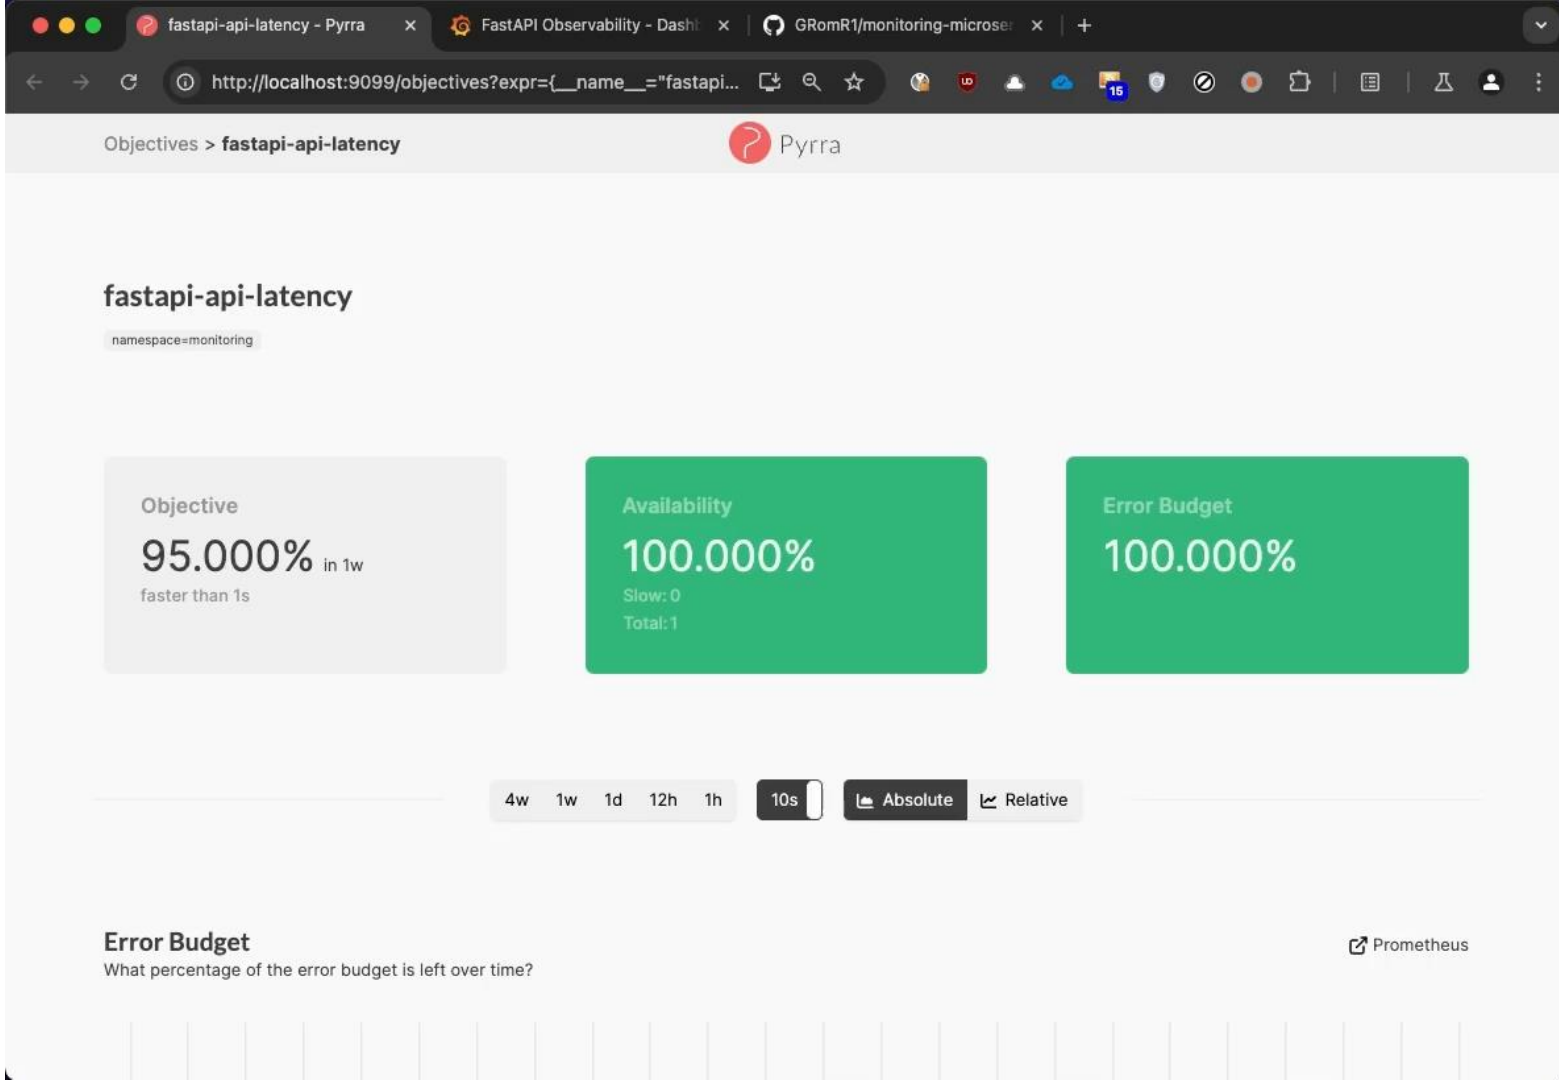 fastapi-api-latency - Pyrra
FastAPI Observability - Dash
GRomR1/monitoring-microser
http://localhost:9099/objectives?expr={__name__="fastapi...
15
Objectives > fastapi-api-latency
Pyrra
fastapi-api-latency
namespace=monitoring
Objective
95.000% in 1w
faster than 1s
Availability
100.000%
Slow: 0
Total: 1
Error Budget
100.000%
4w 1w 1d 12h 1h 10s Absolute Relative
Error Budget
Prometheus
What percentage of the error budget is left over time?